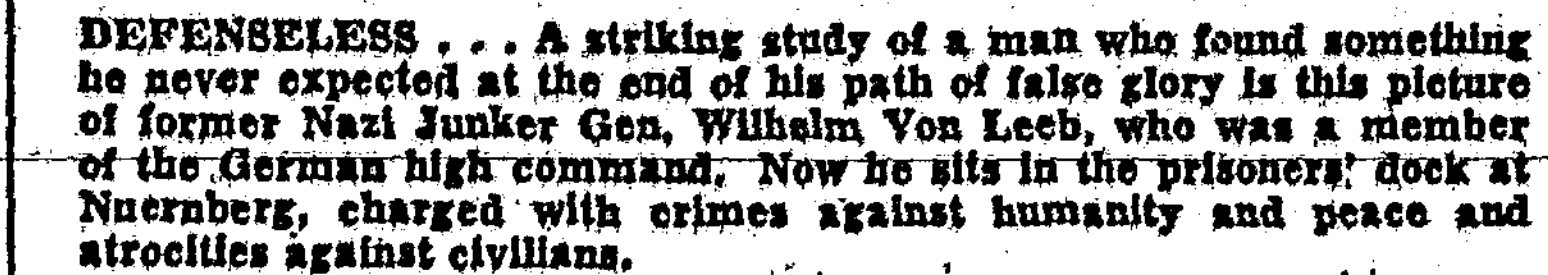 DEFENSELESS . . . A striking study of a man who found something
he never expected at the end of his path of false glory is this picture
of former Nazi Junker Gen. Wilhelm Von Leeb, who was a member
of the German high command. Now he sits in the prisoners' dock at
Nuernberg, charged with crimes against humanity and peace and
atrocities against civilians.